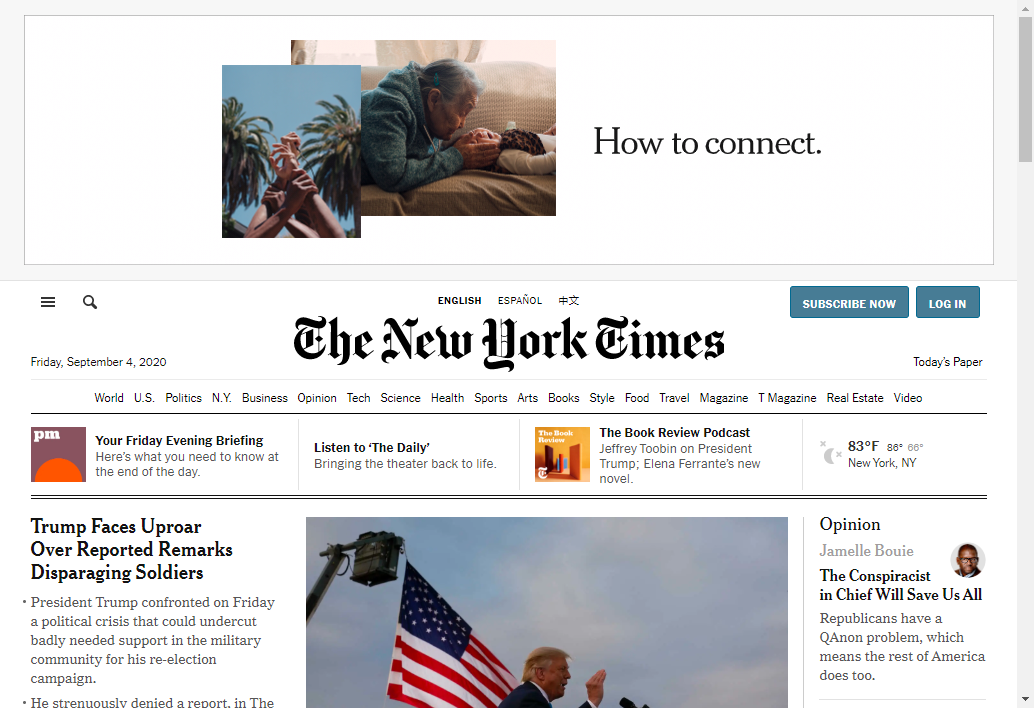 How to connect.
ENGLISH ESPAÑOL 中文
SUBSCRIBE NOW LOG IN
The New York Times
Friday, September 4, 2020
Today's Paper
World U.S. Politics N.Y. Business Opinion Tech Science Health Sports Arts Books Style Food Travel Magazine T Magazine Real Estate Video
pm
Your Friday Evening Briefing
Here's what you need to know at
the end of the day.
Listen to ‘The Daily’
Bringing the theater back to life.
The Book
Review
T
The Book Review Podcast
Jeffrey Toobin on President
Trump; Elena Ferrante's new
novel.
83°F 86° 66°
New York, NY
Trump Faces Uproar
Over Reported Remarks
Disparaging Soldiers
• President Trump confronted on Friday
a political crisis that could undercut
badly needed support in the military
community for his re-election
campaign.
• He strenuously denied a report, in The
Opinion
Jamelle Bouie
The Conspiracist
in Chief Will Save Us All
Republicans have a
QAnon problem, which
means the rest of America
does too.